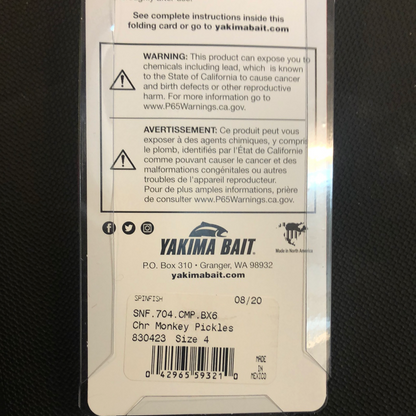 See complete instructions inside this
folding card or go to yakimabait.com
WARNING: This product can expose you to
chemicals including lead, which is known
to the State of California to cause cancer
and birth defects or other reproductive
harm. For more information go to
www.P65Warnings.ca.gov.
AVERTISSEMENT: Ce produit peut vous
exposer à des agents chimiques, y compris
le plomb, identifiés par l'État de Californie
comme pouvant causer le cancer et des
malformations congénitales ou autres
troubles de l'appareil reproducteur.
Pour de plus amples informations, prière
de consulter www.P65Warnings.ca.gov.
YAKIMA BAIT
Made in North America
P.O. Box 310 • Granger, WA 98932
yakimabait.com
SPINFISH 08/20
SNF.704.CMP.BX6
Chr Monkey Pickles
830423 Size 4
MADE
IN
MEXICO
0 42965 59321 0